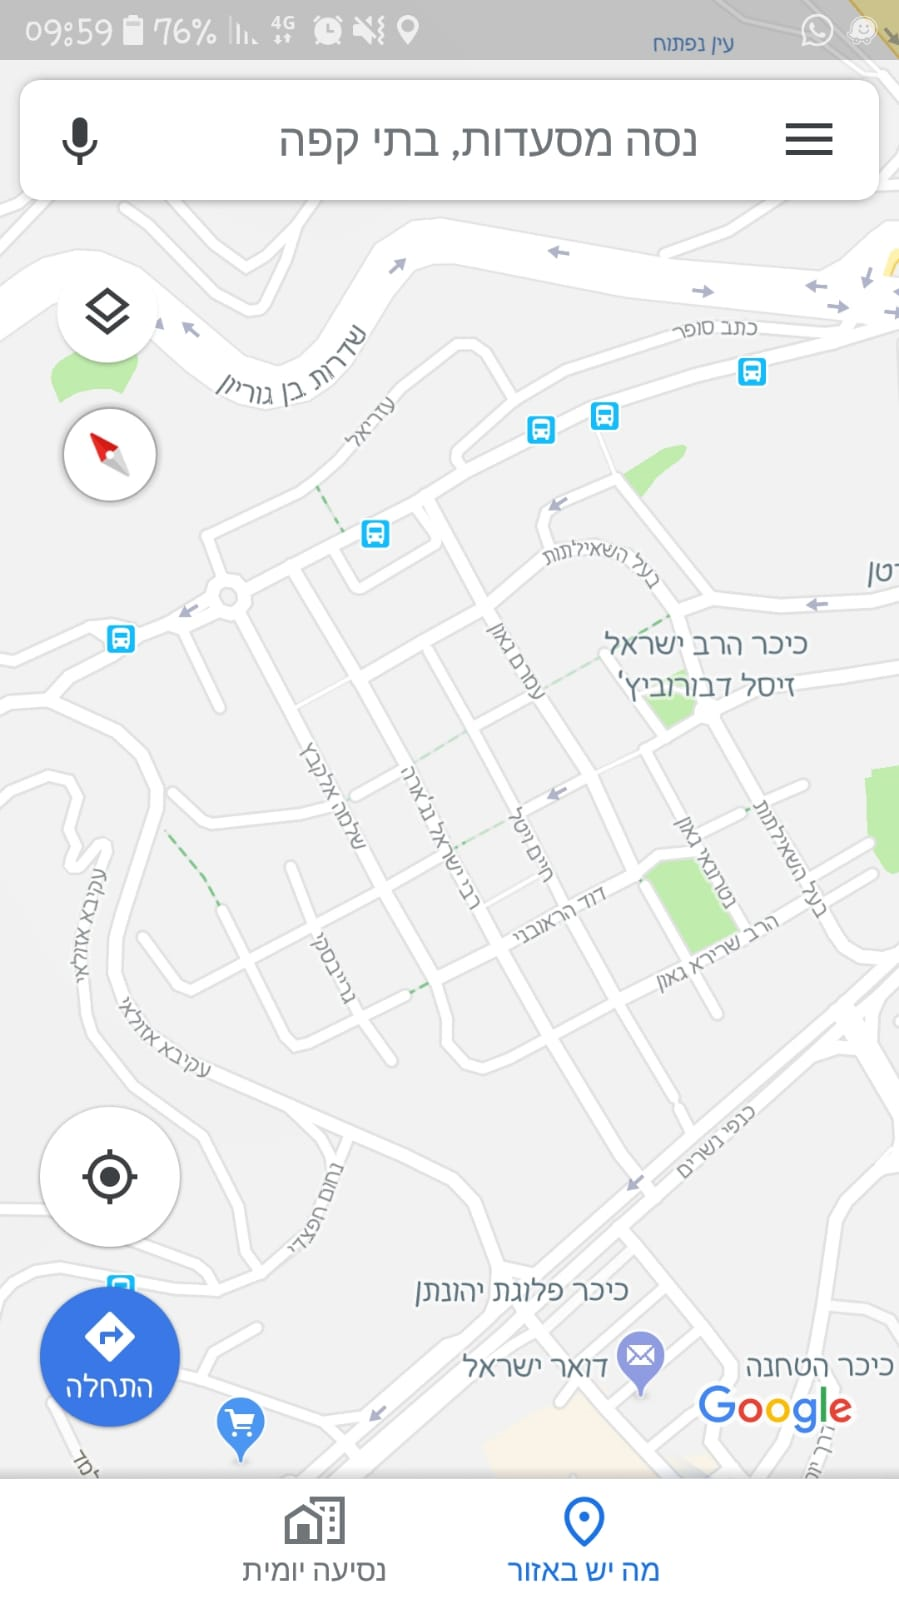 09:59 76% 4G
עין נפתוח
נסה מסעדות, בתי קפה
כתב סופר
שדרות בן גוריון
עזריאל
בעל השאילתות
עמרם גאון
כיכר הרב ישראל
זיסל דבורוביץ'
שלמה אלקבץ
רבי ישראל נג'ארה
חיים ויטל
נטרונאי גאון
בעל השאילתות
דוד הראובני
הרב שרירא גאון
גרייבסקי
עקיבא אזולאי
עקיבא אזולאי
כנפי נשרים
נחום חפצדי
כיכר פלוגת יהונתן
דואר ישראל
כיכר הטחנה
Google
התחלה
נסיעה יומית
מה יש באזור